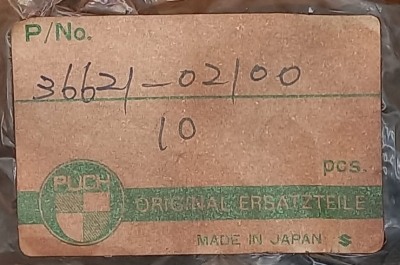 P/No.
36621-02100
10
pcs.
PUCH
ORIGINAL ERSATZTEILE
MADE IN JAPAN S